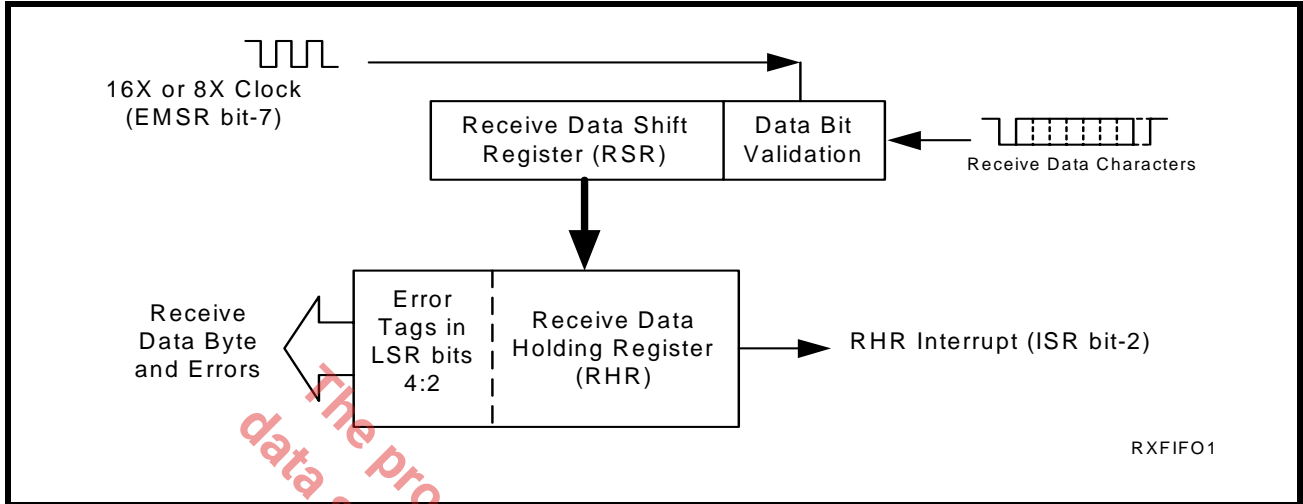 16X or 8X Clock
(EMSR bit-7)
Receive Data Shift
Register (RSR)
Data Bit
Validation
Receive Data Characters
Receive
Data Byte
and Errors
Error
Tags in
LSR bits
4:2
Receive Data
Holding Register
(RHR)
RHR Interrupt (ISR bit-2)
RXFIFO1
The pro
data